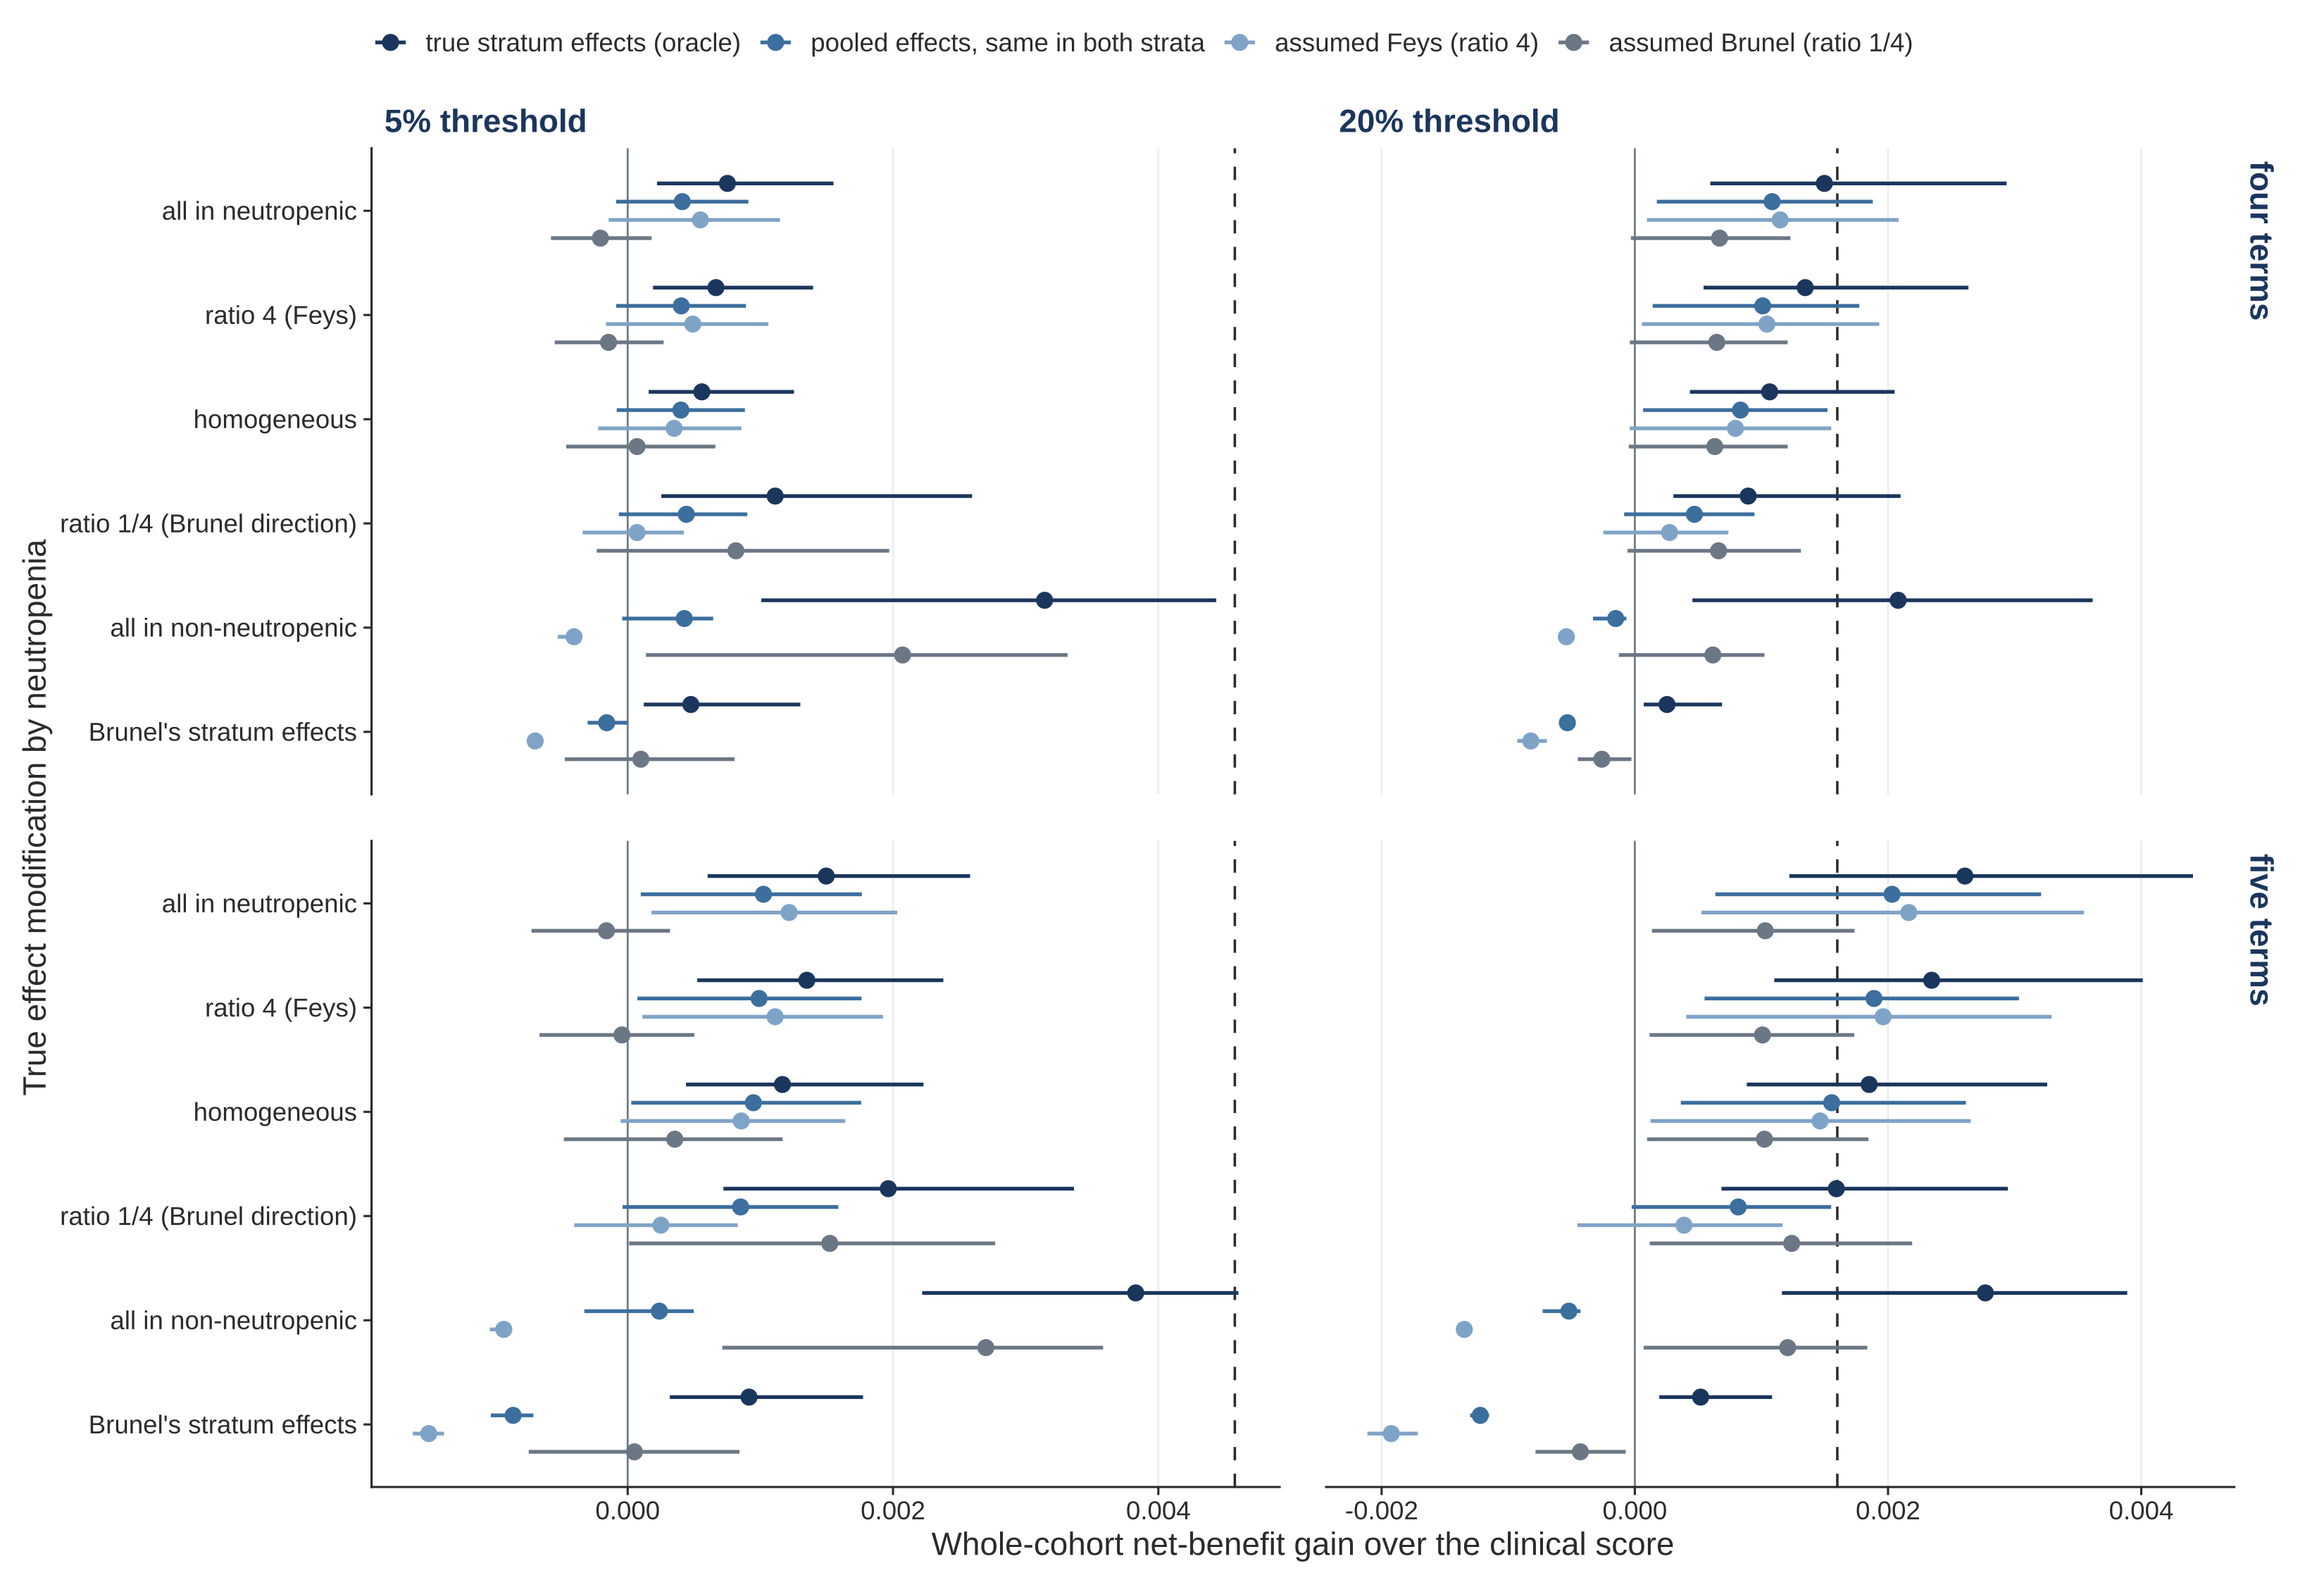 true stratum effects (oracle) pooled effects, same in both strata assumed Feys (ratio 4) assumed Brunel (ratio 1/4)
5% threshold
20% threshold
four terms
True effect modification by neutropenia
all in neutropenic
ratio 4 (Feys)
homogeneous
ratio 1/4 (Brunel direction)
all in non-neutropenic
Brunel's stratum effects
five terms
all in neutropenic
ratio 4 (Feys)
homogeneous
ratio 1/4 (Brunel direction)
all in non-neutropenic
Brunel's stratum effects
0.000 0.002 0.004
-0.002 0.000 0.002 0.004
Whole-cohort net-benefit gain over the clinical score